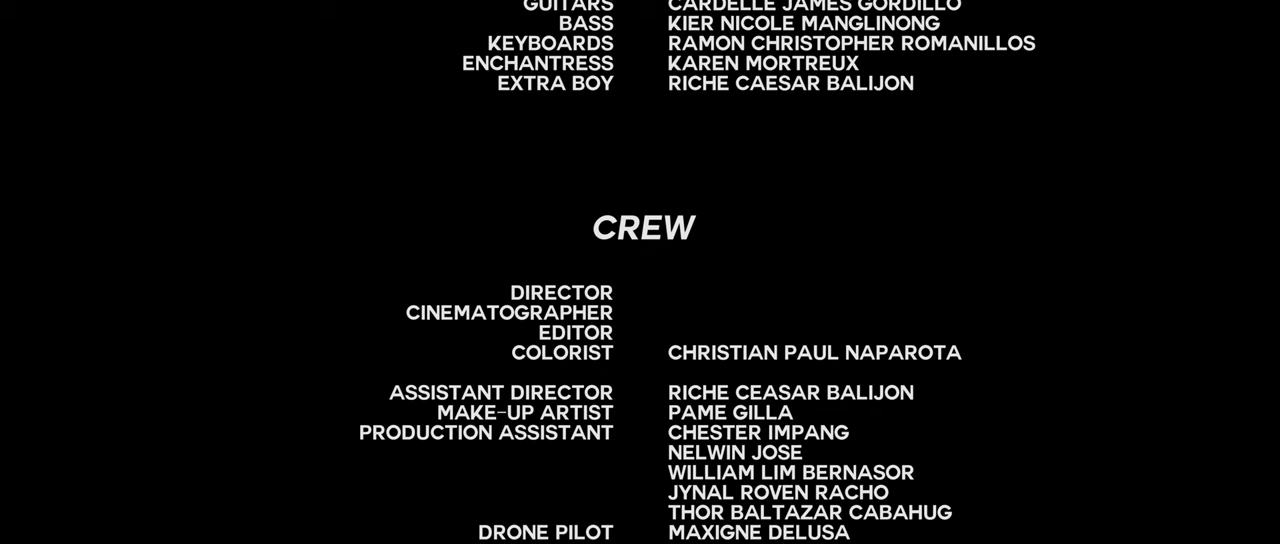 GUITARS CARDELLE JAMES GORDILLO
BASS KIER NICOLE MANGLINONG
KEYBOARDS RAMON CHRISTOPHER ROMANILLOS
ENCHANTRESS KAREN MORTREUX
EXTRA BOY RICHE CAESAR BALIJON
CREW
DIRECTOR
CINEMATOGRAPHER
EDITOR
COLORIST CHRISTIAN PAUL NAPAROTA
ASSISTANT DIRECTOR RICHE CEASAR BALIJON
MAKE-UP ARTIST PAME GILLA
PRODUCTION ASSISTANT CHESTER IMPANG
NELWIN JOSE
WILLIAM LIM BERNASOR
JYNAL ROVEN RACHO
THOR BALTAZAR CABAHUG
DRONE PILOT MAXIGNE DELUSA